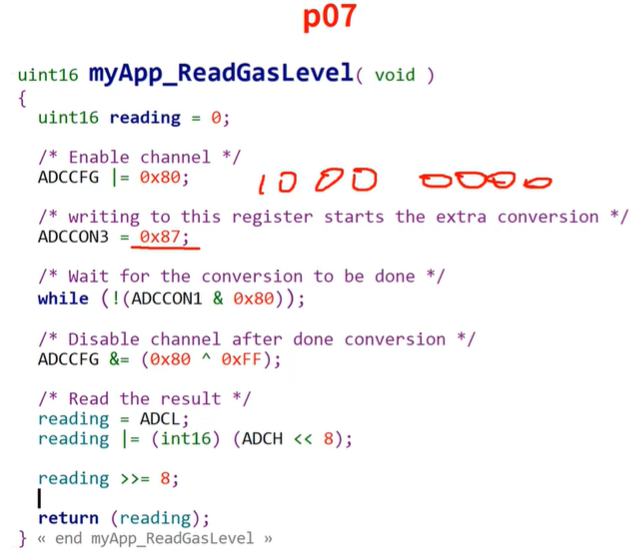 p07
uint16 myApp_ReadGasLevel( void )
{
uint16 reading = 0;
/* Enable channel */
ADCCFG |= 0x80; 1000 0000
/* writing to this register starts the extra conversion */
ADCCON3 = 0x87;
/* Wait for the conversion to be done */
while (!(ADCCON1 & 0x80));
/* Disable channel after done conversion */
ADCCFG &= (0x80 ^ 0xFF);
/* Read the result */
reading = ADCL;
reading |= (int16) (ADCH << 8);
reading >>= 8;
return (reading);
} « end myApp_ReadGasLevel »